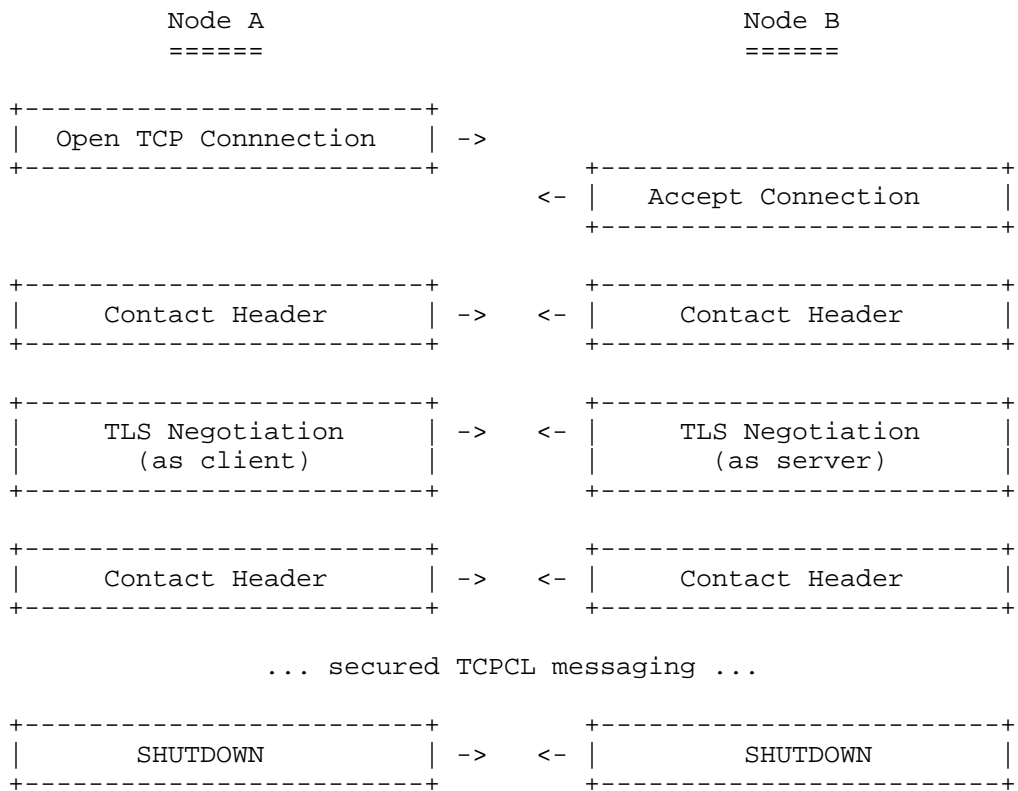 Node A                              Node B
======                              ======
+-------------------------+
|  Open TCP Connnection   | ->
+-------------------------+         +-------------------------+
                                 <- |   Accept Connection     |
                                    +-------------------------+
+-------------------------+         +-------------------------+
|     Contact Header      | ->   <- |     Contact Header      |
+-------------------------+         +-------------------------+
+-------------------------+         +-------------------------+
|     TLS Negotiation     | ->   <- |     TLS Negotiation     |
|       (as client)       |         |       (as server)       |
+-------------------------+         +-------------------------+
+-------------------------+         +-------------------------+
|     Contact Header      | ->   <- |     Contact Header      |
+-------------------------+         +-------------------------+
... secured TCPCL messaging ...
+-------------------------+         +-------------------------+
|       SHUTDOWN          | ->   <- |         SHUTDOWN        |
+-------------------------+         +-------------------------+